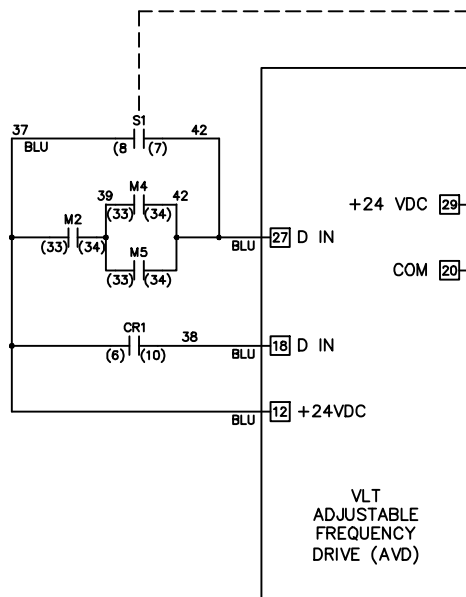 S1
37
42
BLU
(8
(7)
M4
39
42
(33)
(34)
M2
+24 VDC 29
(33)
(34)
BLU
27 D IN
M5
(33)
(34)
COM 20
CR1
38
(6)
(10)
BLU
18 D IN
BLU
12 +24VDC
VLT
ADJUSTABLE
FREQUENCY
DRIVE (AVD)